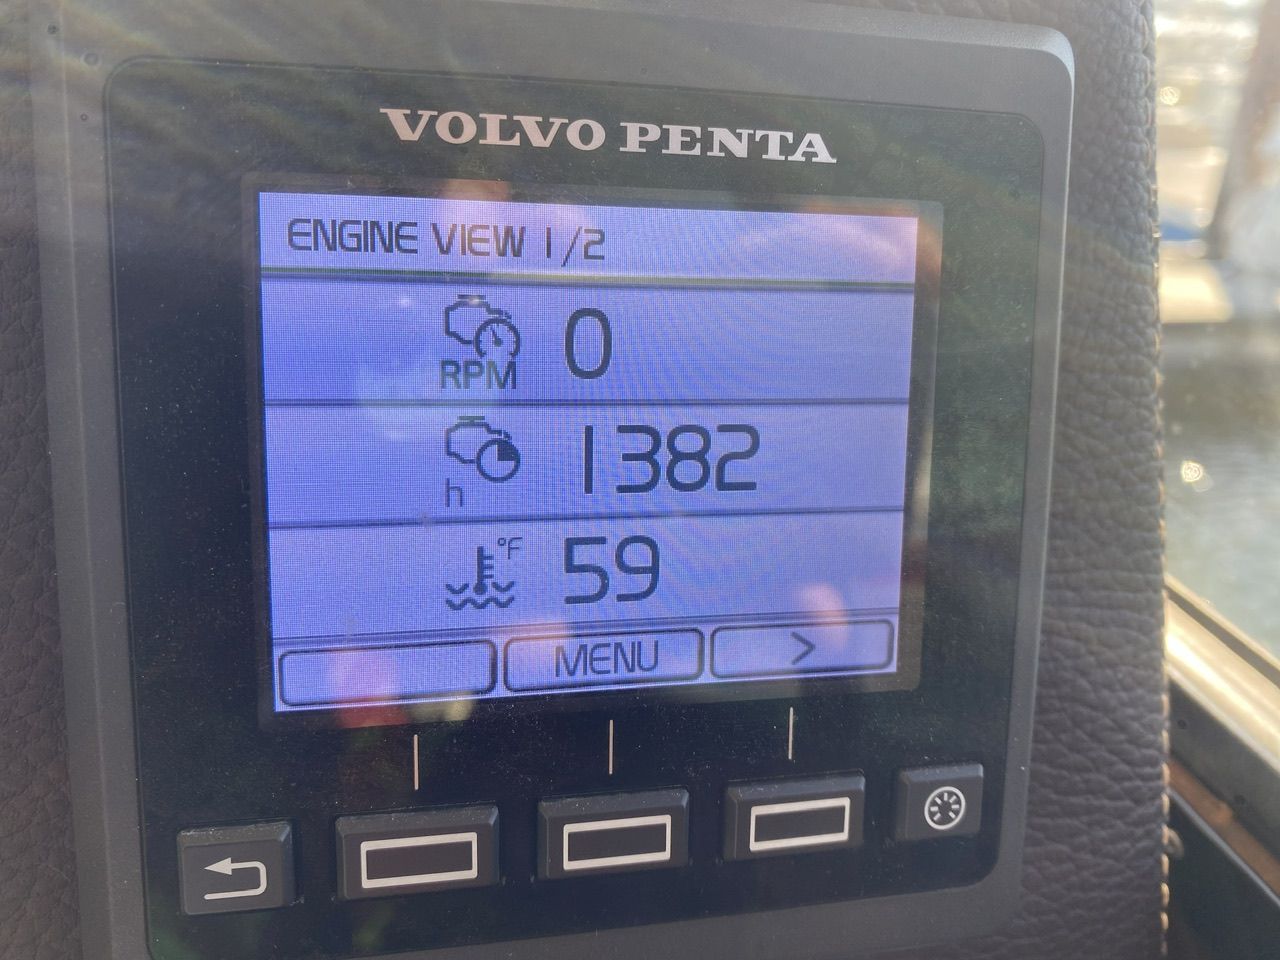 VOLVO PENTA
ENGINE VIEW 1/2
RPM 0
h 1382
°F 59
MENU >